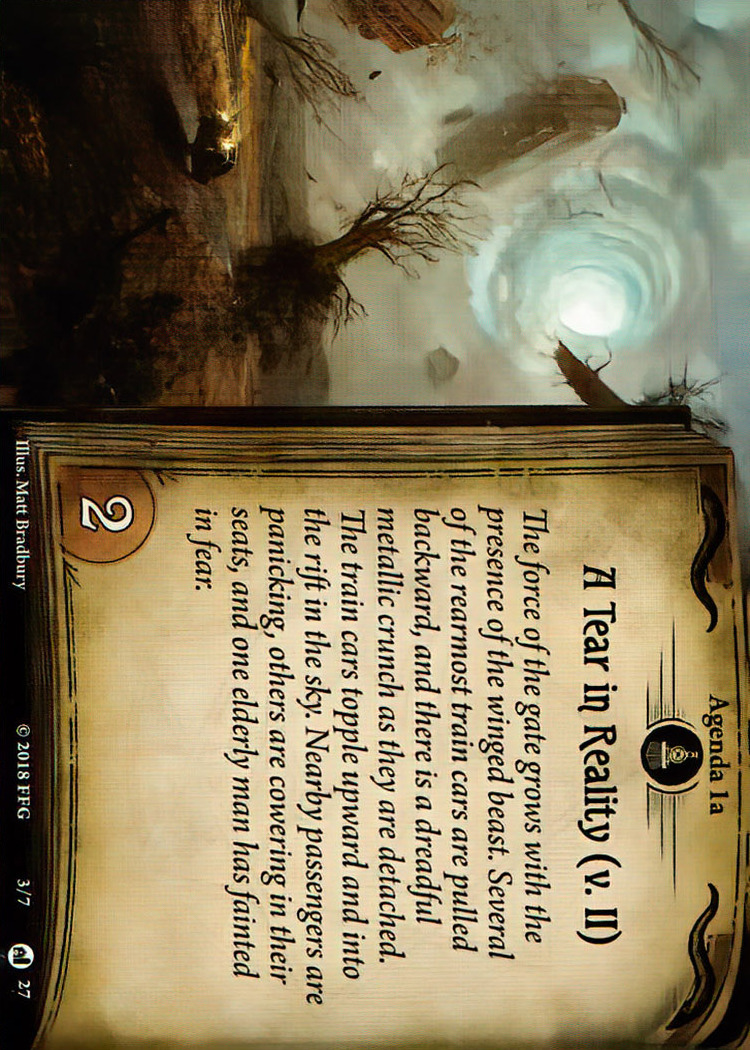 Agenda 1a
A Tear in Reality (v. II)
The force of the gate grows with the
presence of the winged beast. Several
of the rearmost train cars are pulled
backward, and there is a dreadful
metallic crunch as they are detached.
The train cars topple upward and into
the rift in the sky. Nearby passengers are
panicking, others are cowering in their
seats, and one elderly man has fainted
in fear.
2
Illus. Matt Bradbury © 2018 FFG 3/7 27